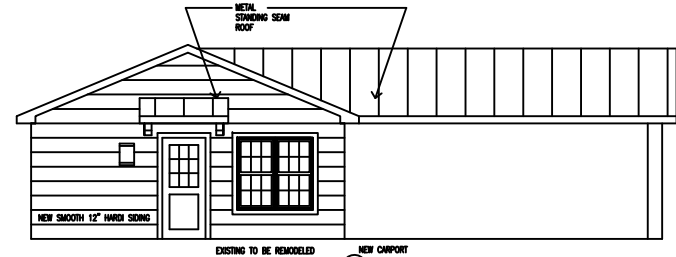 METAL
STANDING SEAM
ROOF
NEW SMOOTH 12" HARDI SIDING
EXISTING TO BE REMODELED
NEW CARPORT